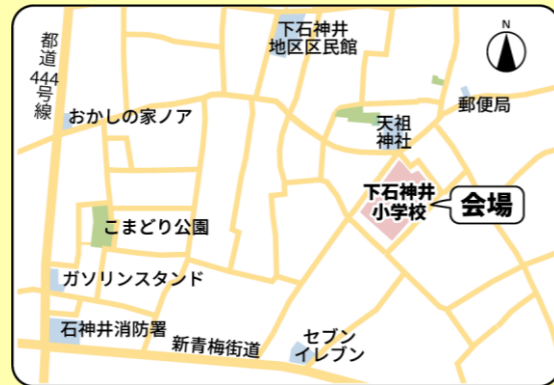 N
都道
444
号線
下石神井
地区区民館
おかしの家ノア
郵便局
天祖
神社
下石神井
小学校
会場
こまどり公園
ガソリンスタンド
石神井消防署
新青梅街道
セブン
イレブン